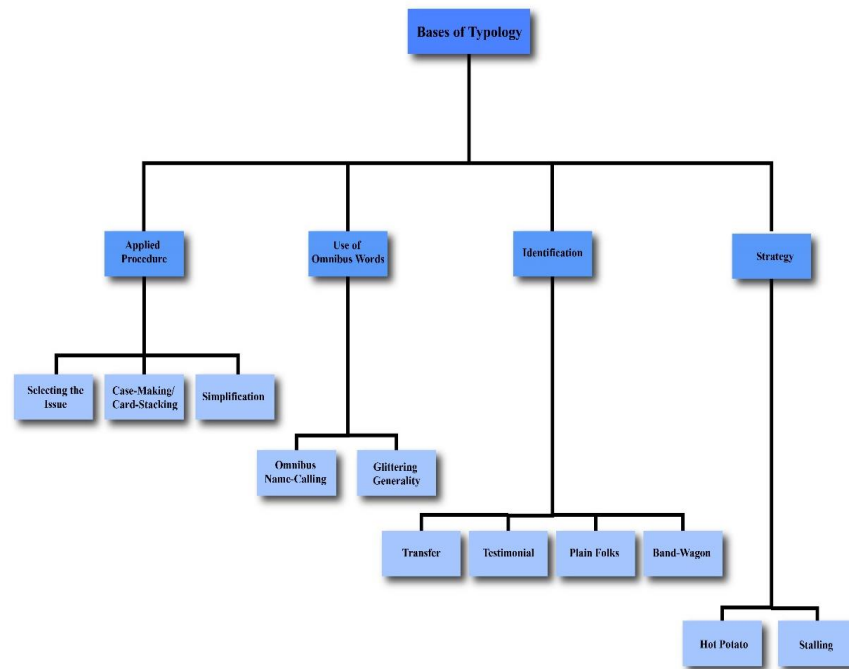 Bases of Typology
Applied
Procedure
Use of
Omnibus Words
Identification
Strategy
Selecting the
Issue
Case-Making/
Card-Stacking
Simplification
Omnibus
Name-Calling
Glittering
Generality
Transfer
Testimonial
Plain Folks
Band-Wagon
Hot Potato
Stalling